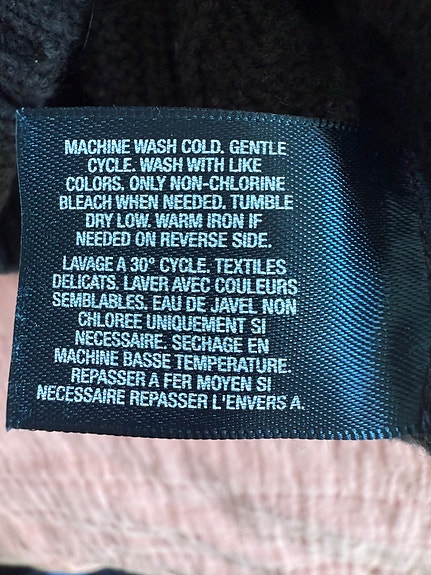 MACHINE WASH COLD. GENTLE
CYCLE. WASH WITH LIKE
COLORS. ONLY NON-CHLORINE
BLEACH WHEN NEEDED. TUMBLE
DRY LOW. WARM IRON IF
NEEDED ON REVERSE SIDE.
LAVAGE A 30° CYCLE. TEXTILES
DELICATS. LAVER AVEC COULEURS
SEMBLABLES. EAU DE JAVEL NON
CHLOREE UNIQUEMENT SI
NECESSAIRE. SECHAGE EN
MACHINE BASSE TEMPERATURE.
REPASSER A FER MOYEN SI
NECESSAIRE REPASSER L'ENVERS A.